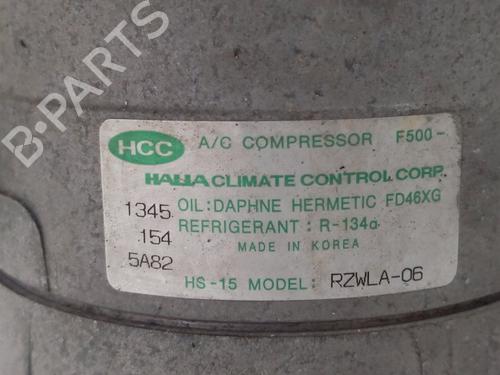 B-PARTS
HCC A/C COMPRESSOR F500-
HALLA CLIMATE CONTROL CORP.
1345 OIL:DAPHNE HERMETIC FD46XG
154 REFRIGERANT: R-134a
MADE IN KOREA
5A82
HS-15 MODEL: RZWLA-06